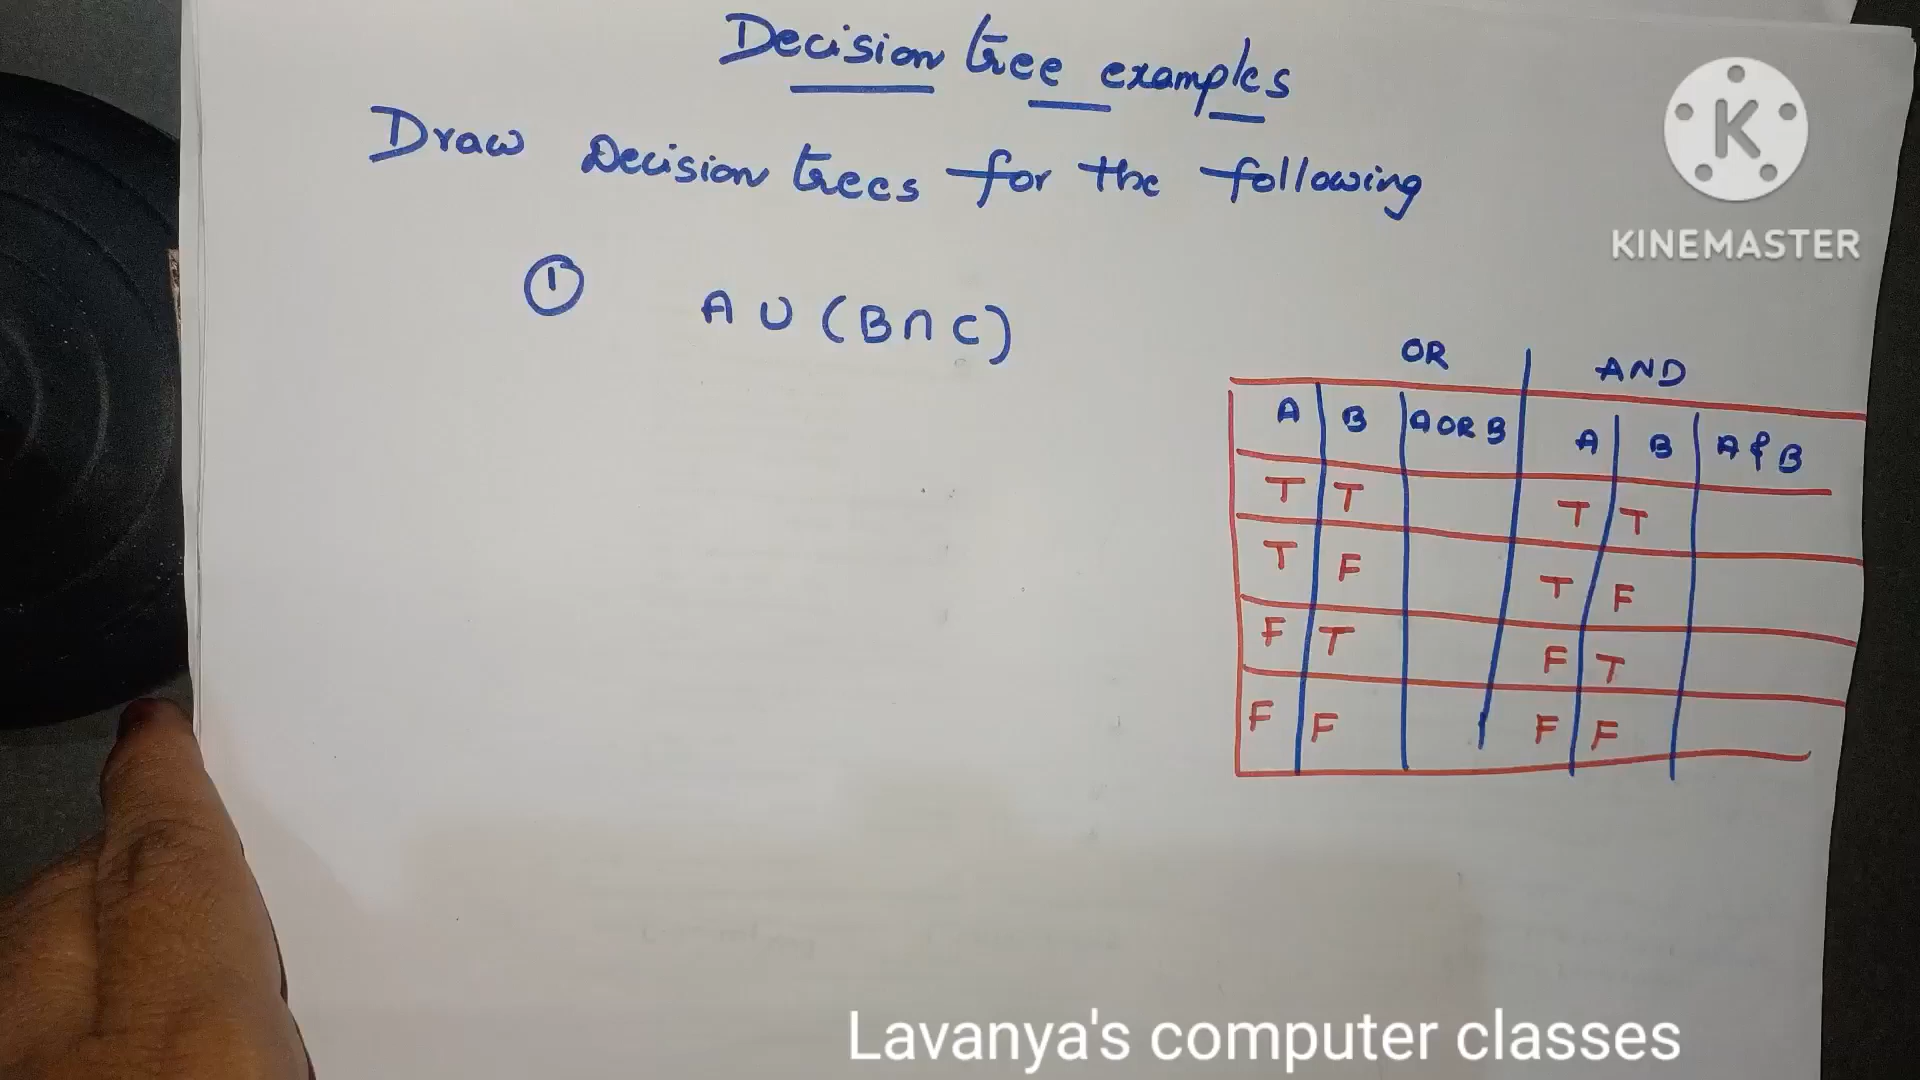 Decision tree examples
Draw Decision trees for the following
① A ∪ (B ∩ C)
K
KINEMASTER
OR AND
A B A OR B A B A & B
T T T T
T F T F
F T F T
F F F F
Lavanya's computer classes